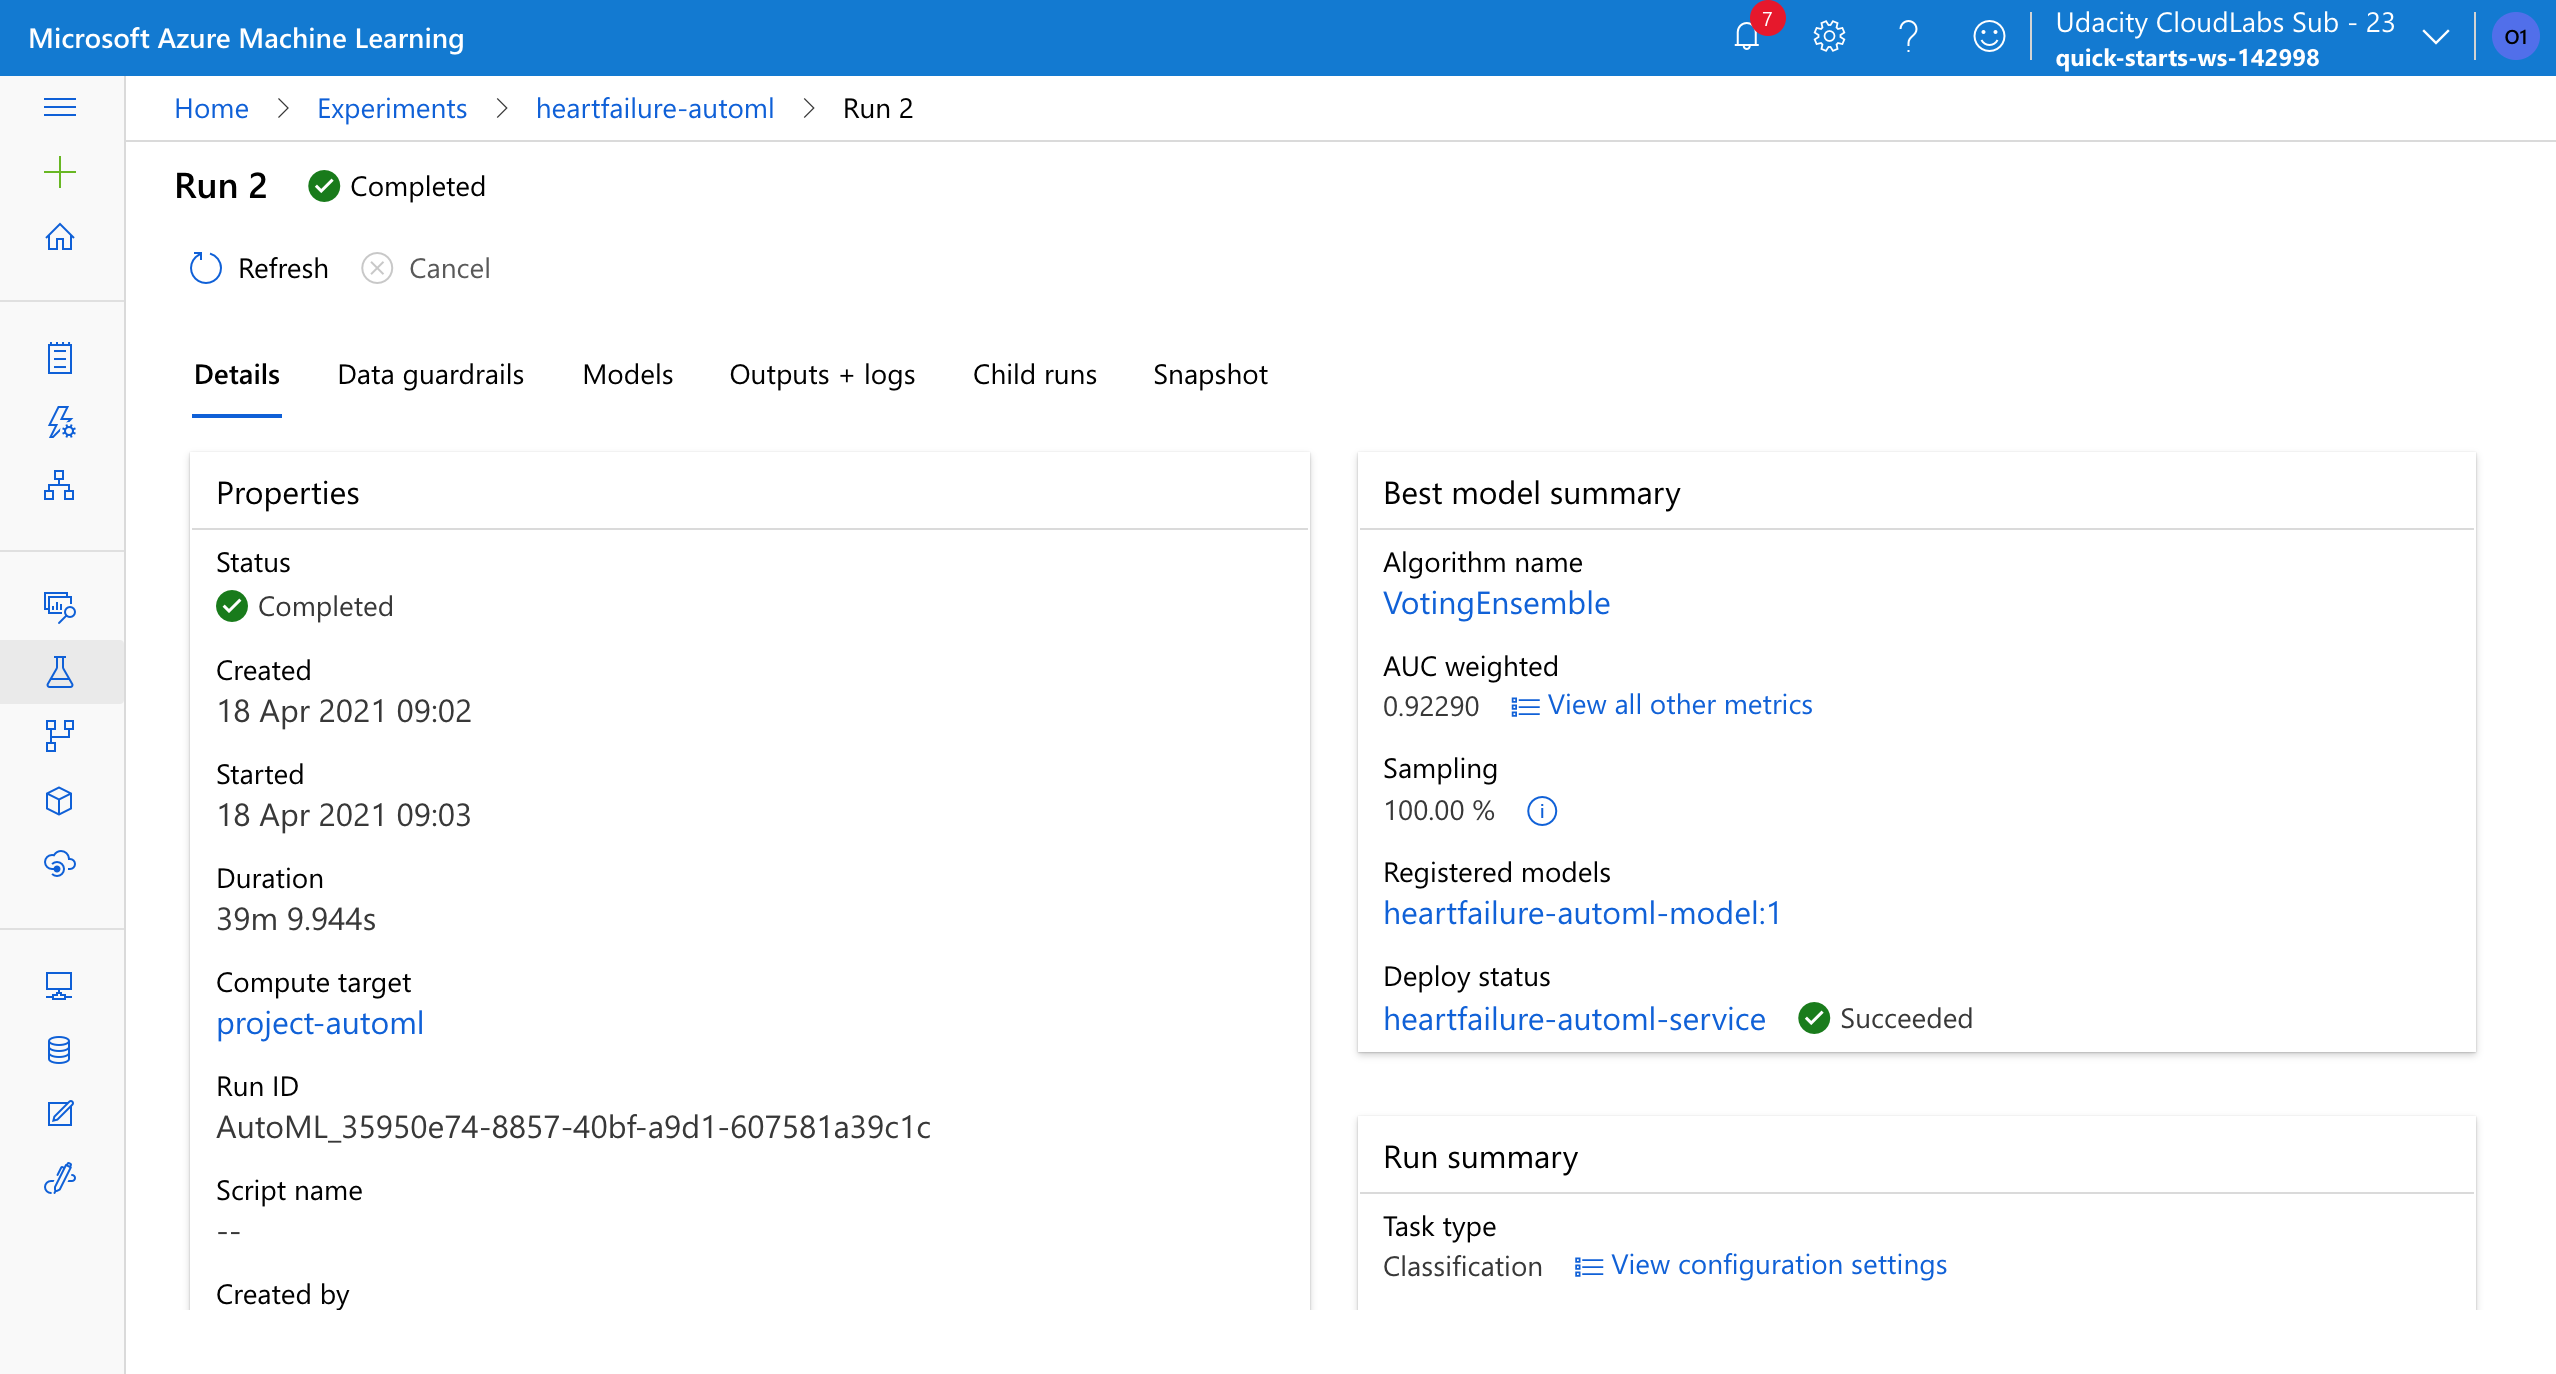 Microsoft Azure Machine Learning
7
Udacity CloudLabs Sub - 23
quick-starts-ws-142998
O1
Home > Experiments > heartfailure-automl > Run 2
Run 2 Completed
Refresh Cancel
Details Data guardrails Models Outputs + logs Child runs Snapshot
Properties
Status
Completed
Created
18 Apr 2021 09:02
Started
18 Apr 2021 09:03
Duration
39m 9.944s
Compute target
project-automl
Run ID
AutoML_35950e74-8857-40bf-a9d1-607581a39c1c
Script name
--
Created by
Best model summary
Algorithm name
VotingEnsemble
AUC weighted
0.92290 View all other metrics
Sampling
100.00 %
Registered models
heartfailure-automl-model:1
Deploy status
heartfailure-automl-service Succeeded
Run summary
Task type
Classification View configuration settings